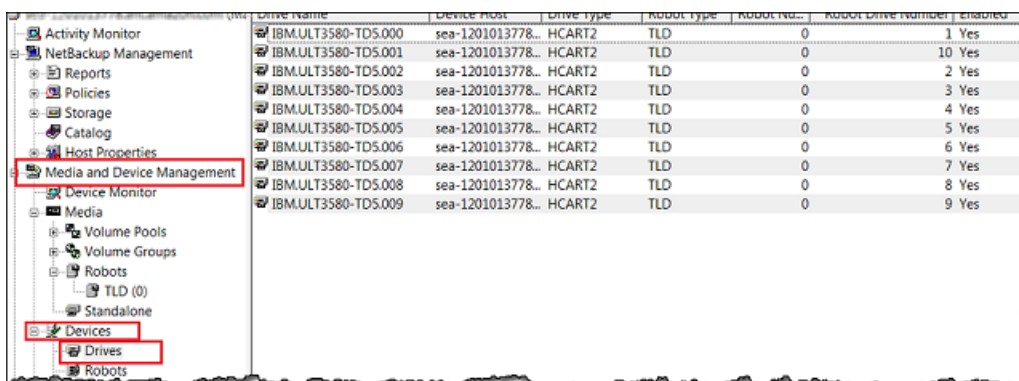 Drive Name Device Host Drive Type Robot Type Robot Nu... Robot Drive Number Enabled
Activity Monitor
NetBackup Management
Reports
Policies
Storage
Catalog
Host Properties
Media and Device Management
Device Monitor
Media
Volume Pools
Volume Groups
Robots
TLD (0)
Standalone
Devices
Drives
Robots
IBM.ULT3580-TD5.000 sea-1201013778... HCART2 TLD 0 1 Yes
IBM.ULT3580-TD5.001 sea-1201013778... HCART2 TLD 0 10 Yes
IBM.ULT3580-TD5.002 sea-1201013778... HCART2 TLD 0 2 Yes
IBM.ULT3580-TD5.003 sea-1201013778... HCART2 TLD 0 3 Yes
IBM.ULT3580-TD5.004 sea-1201013778... HCART2 TLD 0 4 Yes
IBM.ULT3580-TD5.005 sea-1201013778... HCART2 TLD 0 5 Yes
IBM.ULT3580-TD5.006 sea-1201013778... HCART2 TLD 0 6 Yes
IBM.ULT3580-TD5.007 sea-1201013778... HCART2 TLD 0 7 Yes
IBM.ULT3580-TD5.008 sea-1201013778... HCART2 TLD 0 8 Yes
IBM.ULT3580-TD5.009 sea-1201013778... HCART2 TLD 0 9 Yes